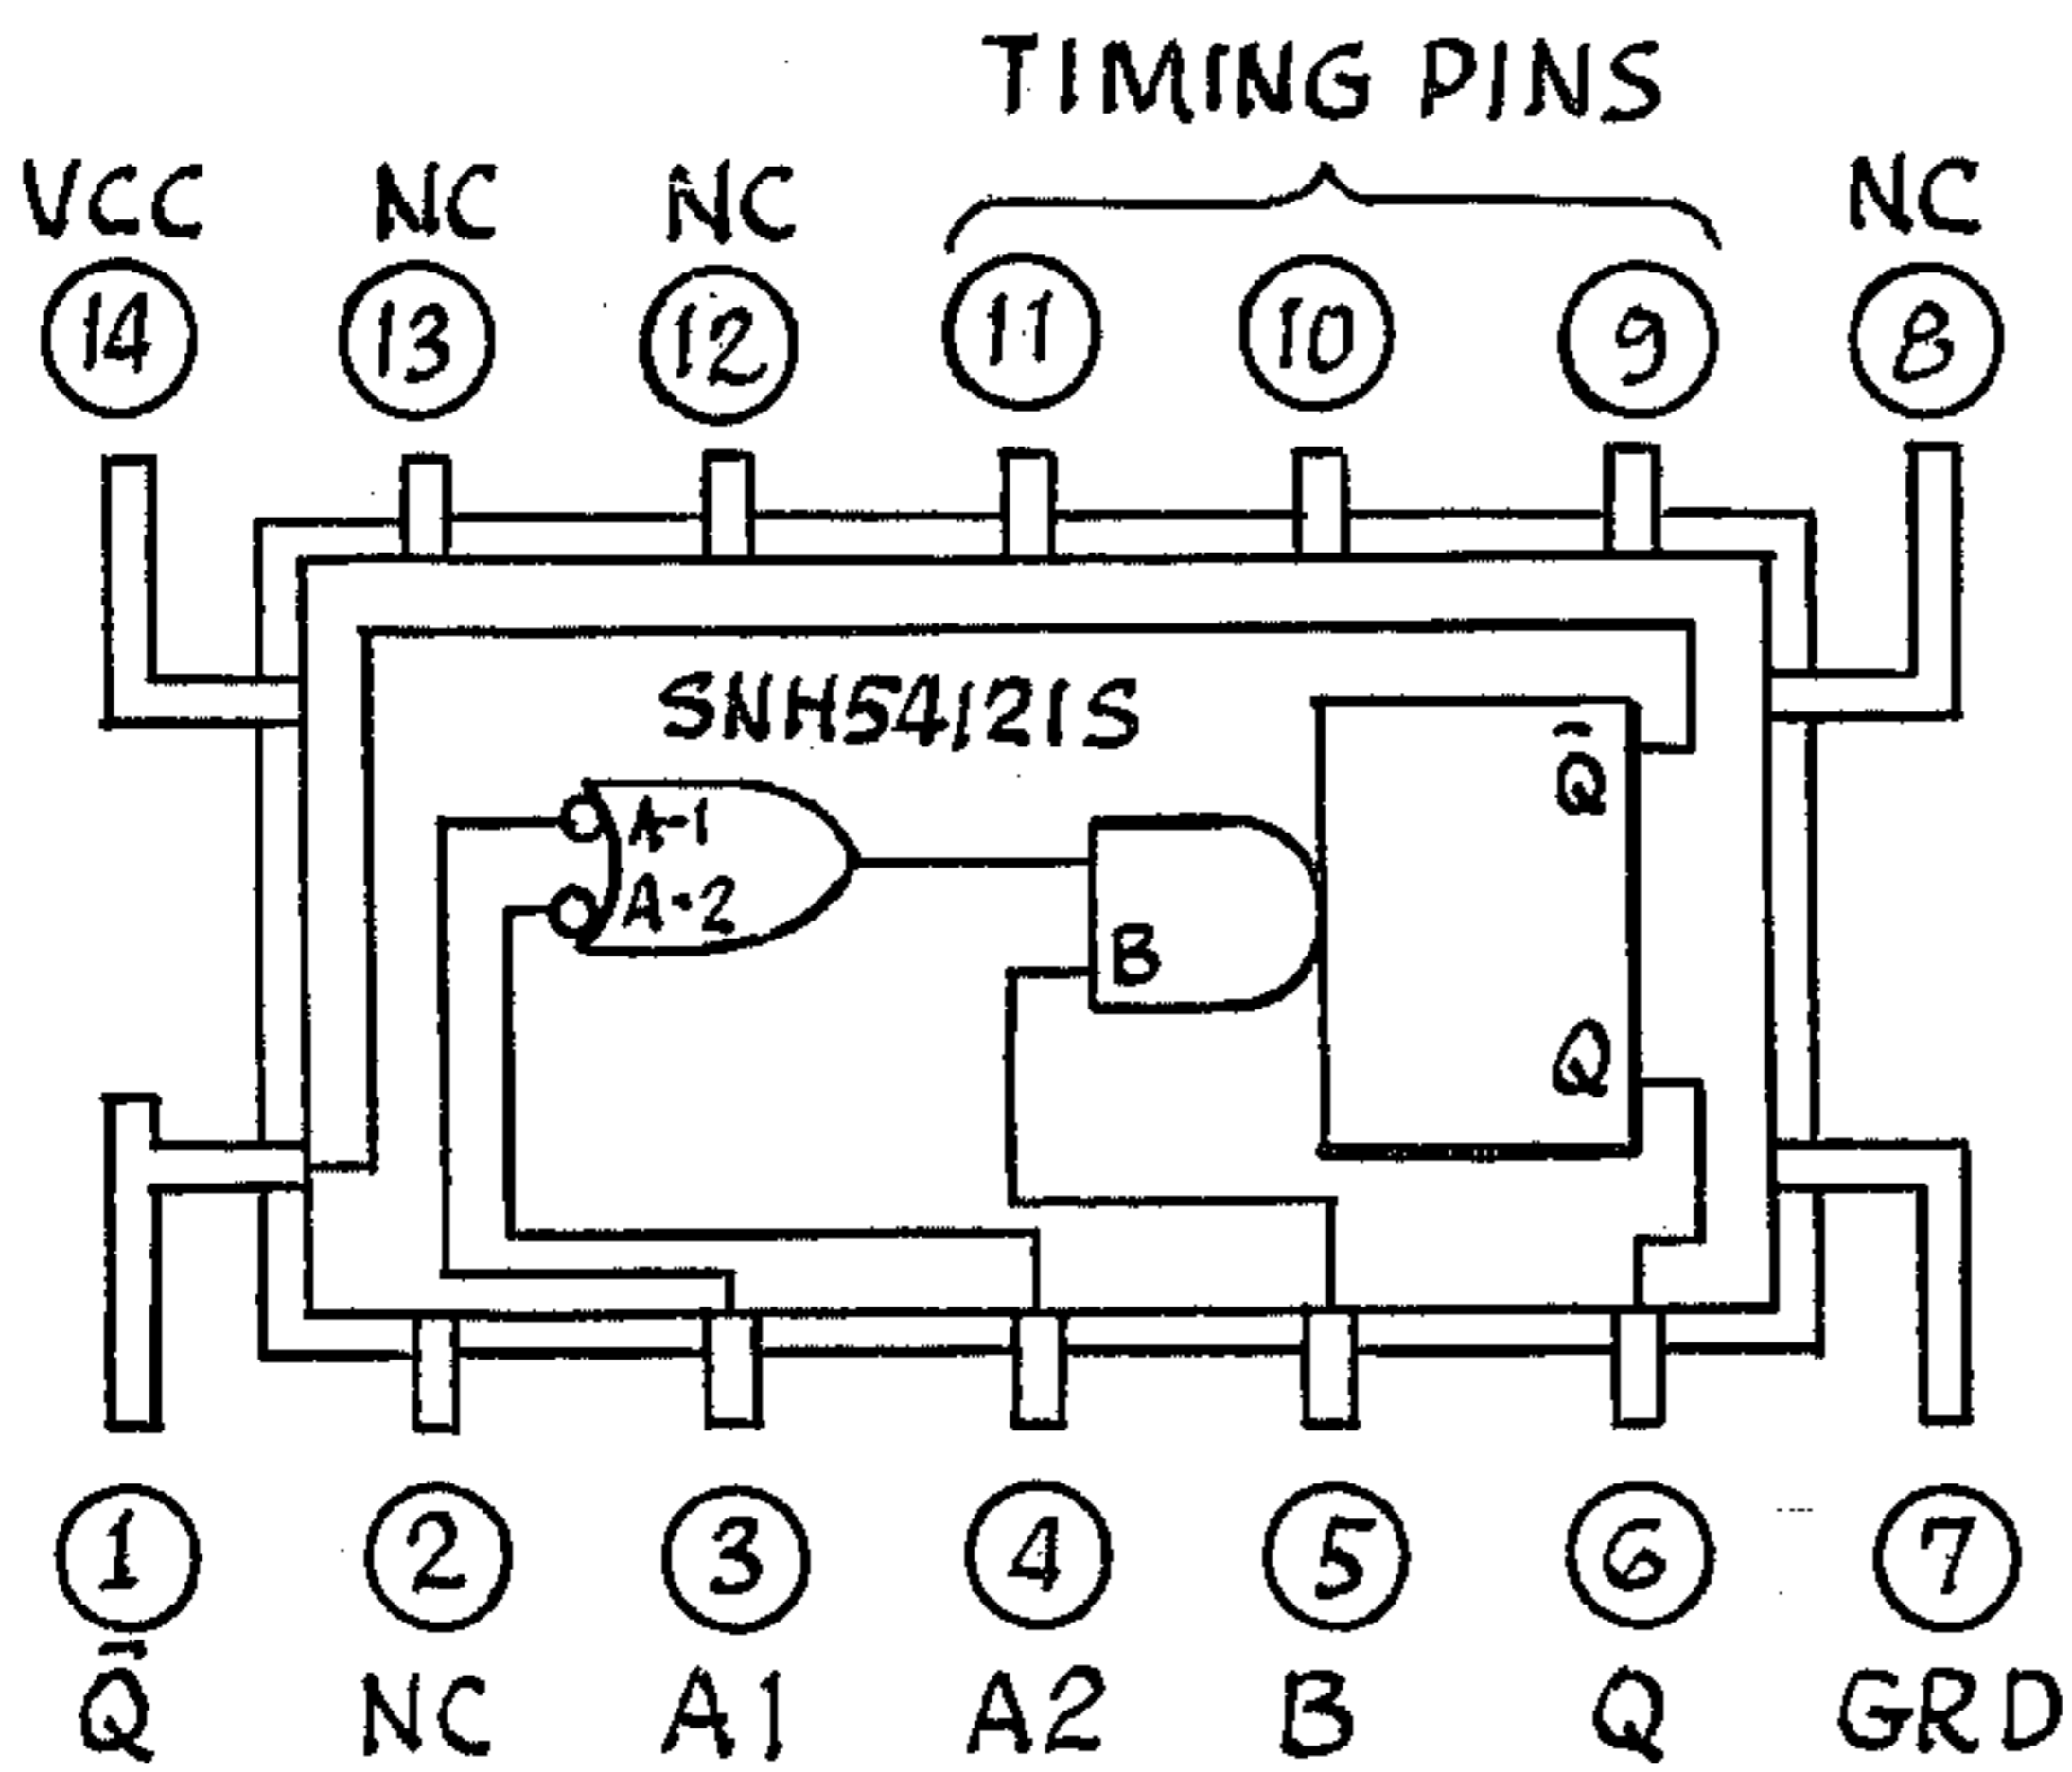 TIMING PINS
VCC NC NC NC
14 13 12 11 10 9 8
SNH54121S
Q̄
A-1
A-2
B
Q
1 2 3 4 5 6 7
Q̄ NC A1 A2 B Q GRD